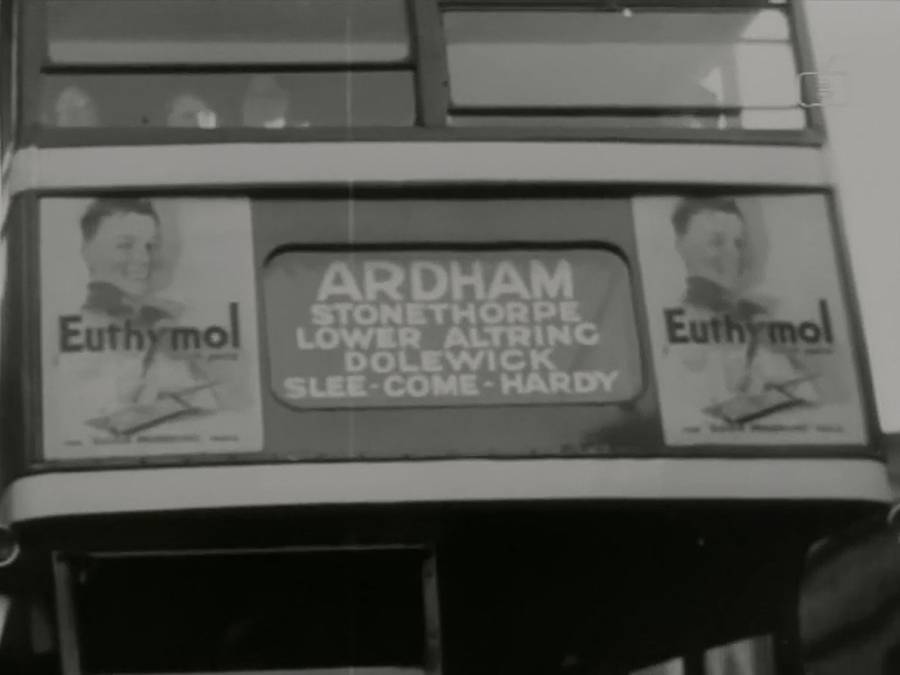 Euthymol
ARDHAM
STONETHORPE
LOWER ALTRING
DOLEWICK
SLEE-COME-HARDY
Euthymol